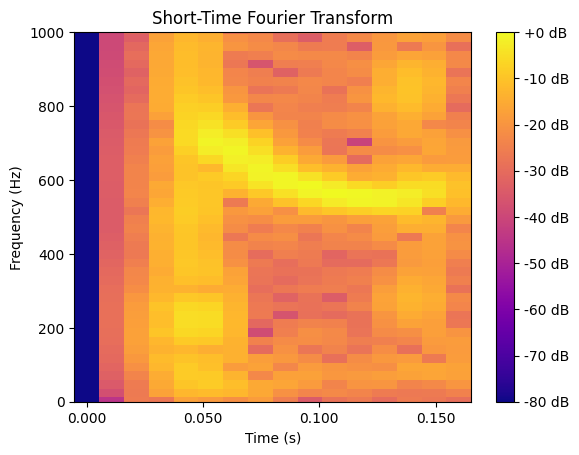 Short-Time Fourier Transform
1000
800
600
400
200
0
Frequency (Hz)
0.000
0.050
0.100
0.150
Time (s)
+0 dB
-10 dB
-20 dB
-30 dB
-40 dB
-50 dB
-60 dB
-70 dB
-80 dB